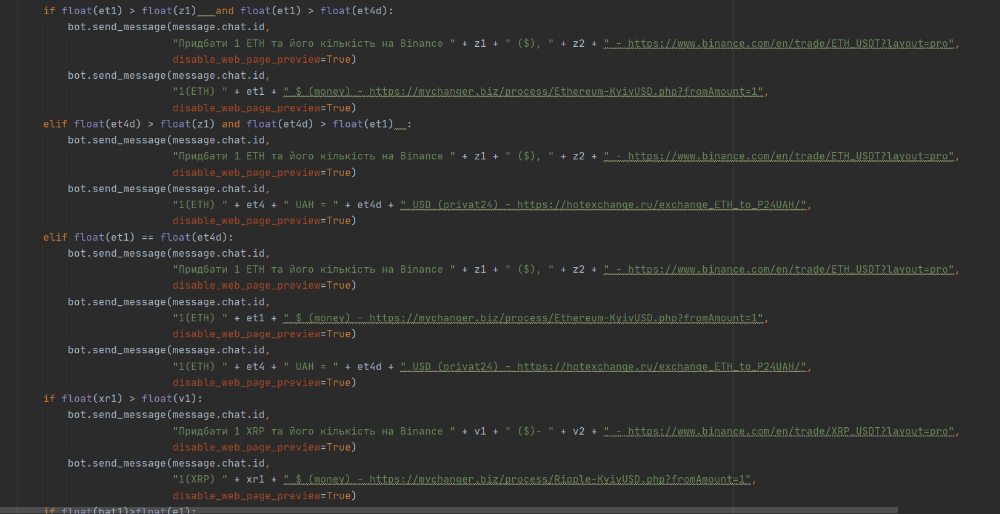 if float(et1) > float(z1)   and float(et1) > float(et4d):
bot.send_message(message.chat.id,
"Придбати 1 ETH та його кількість на Binance " + z1 + " ($), " + z2 + " - https://www.binance.com/en/trade/ETH_USDT?layout=pro",
disable_web_page_preview=True)
bot.send_message(message.chat.id,
"1(ETH) " + et1 + " $ (money) - https://mychanger.biz/process/Ethereum-KyivUSD.php?fromAmount=1",
disable_web_page_preview=True)
elif float(et4d) > float(z1) and float(et4d) > float(et1)  :
bot.send_message(message.chat.id,
"Придбати 1 ETH та його кількість на Binance " + z1 + " ($), " + z2 + " - https://www.binance.com/en/trade/ETH_USDT?layout=pro",
disable_web_page_preview=True)
bot.send_message(message.chat.id,
"1(ETH) " + et4 + " UAH = " + et4d + " USD (privat24) - https://hotexchange.ru/exchange_ETH_to_P24UAH/",
disable_web_page_preview=True)
elif float(et1) == float(et4d):
bot.send_message(message.chat.id,
"Придбати 1 ETH та його кількість на Binance " + z1 + " ($), " + z2 + " - https://www.binance.com/en/trade/ETH_USDT?layout=pro",
disable_web_page_preview=True)
bot.send_message(message.chat.id,
"1(ETH) " + et1 + " $ (money) - https://mychanger.biz/process/Ethereum-KyivUSD.php?fromAmount=1",
disable_web_page_preview=True)
bot.send_message(message.chat.id,
"1(ETH) " + et4 + " UAH = " + et4d + " USD (privat24) - https://hotexchange.ru/exchange_ETH_to_P24UAH/",
disable_web_page_preview=True)
if float(xr1) > float(v1):
bot.send_message(message.chat.id,
"Придбати 1 XRP та його кількість на Binance " + v1 + " ($)- " + v2 + " - https://www.binance.com/en/trade/XRP_USDT?layout=pro",
disable_web_page_preview=True)
bot.send_message(message.chat.id,
"1(XRP) " + xr1 + " $ (money) - https://mychanger.biz/process/Ripple-KyivUSD.php?fromAmount=1",
disable_web_page_preview=True)
if float(bat1)>float(e1):